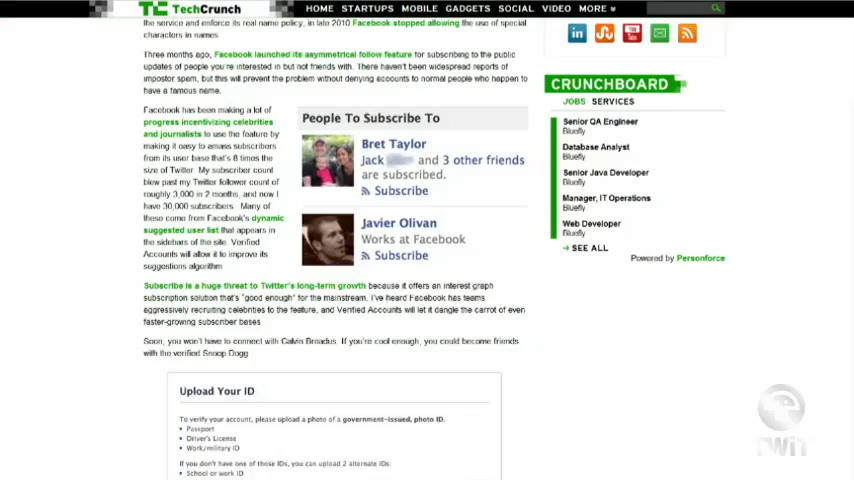 TC TechCrunch
HOME STARTUPS MOBILE GADGETS SOCIAL VIDEO MORE
the service and enforce its real name policy, in late 2010 Facebook stopped allowing the use of special
characters in names
Three months ago, Facebook launched its asymmetrical follow feature for subscribing to the public
updates of people you're interested in but not friends with. There haven't been widespread reports of
impostor spam, but this will prevent the problem without denying accounts to normal people who happen to
have a famous name.
Facebook has been making a lot of
progress incentivizing celebrities
and journalists to use the feature by
making it easy to amass subscribers
from its user base that's 8 times the
size of Twitter. My subscriber count
blew past my Twitter follower count of
roughly 3,000 in 2 months, and now I
have 30,000 subscribers. Many of
these come from Facebook's dynamic
suggested user list that appears in
the sidebars of the site. Verified
Accounts will allow it to improve its
suggestions algorithm
People To Subscribe To
Bret Taylor
Jack and 3 other friends
are subscribed.
Subscribe
Javier Olivan
Works at Facebook
Subscribe
Subscribe is a huge threat to Twitter's long-term growth because it offers an interest graph
subscription solution that's "good enough" for the mainstream. I've heard Facebook has teams
aggressively recruiting celebrities to the feature, and Verified Accounts will let it dangle the carrot of even
faster-growing subscriber bases
Soon, you won't have to connect with Calvin Broadus. If you're cool enough, you could become friends
with the verified Snoop Dogg
Upload Your ID
To verify your account, please upload a photo of a government-issued, photo ID.
Passport
Driver's License
Work/military ID
If you don't have one of those IDs, you can upload 2 alternate IDs:
School or work ID
in
You Tube
CRUNCHBOARD
JOBS SERVICES
Senior QA Engineer
Bluefly
Database Analyst
Bluefly
Senior Java Developer
Bluefly
Manager, IT Operations
Bluefly
Web Developer
Bluefly
SEE ALL
Powered by Personforce
TWiT